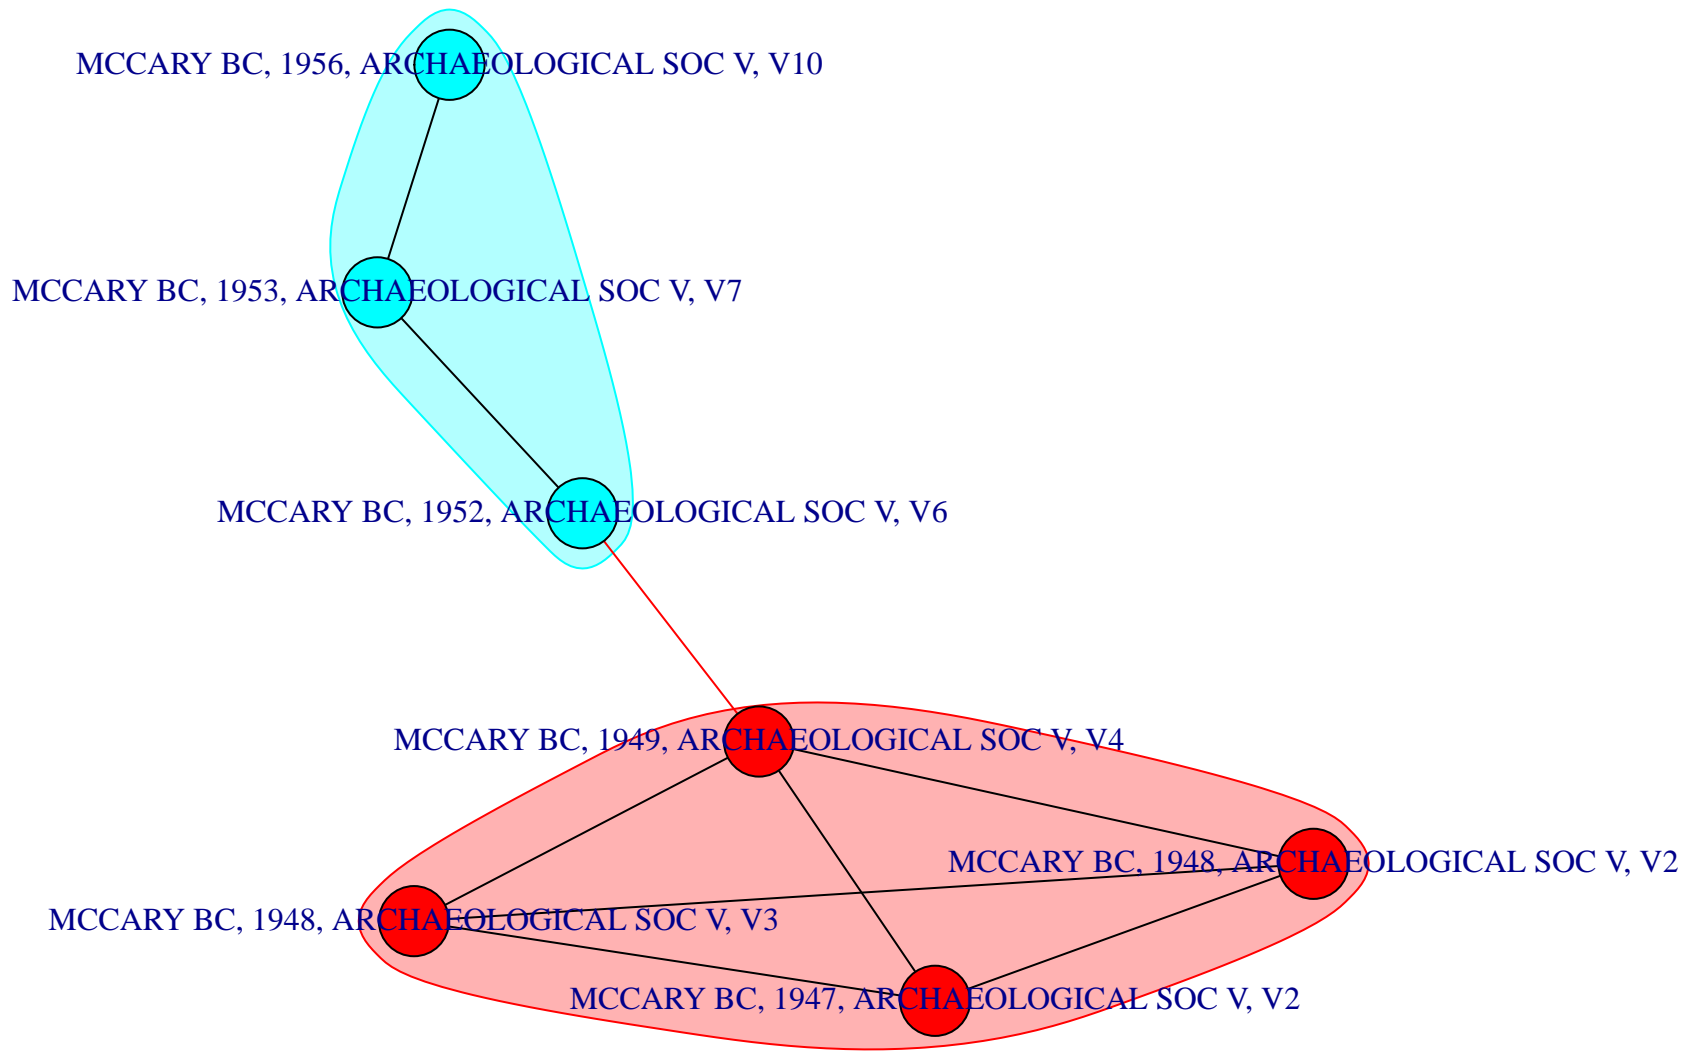 MCCARY BC, 1956, ARCHAEOLOGICAL SOC V, V10
MCCARY BC, 1953, ARCHAEOLOGICAL SOC V, V7
MCCARY BC, 1952, ARCHAEOLOGICAL SOC V, V6
MCCARY BC, 1949, ARCHAEOLOGICAL SOC V, V4
MCCARY BC, 1948, ARCHAEOLOGICAL SOC V, V2
MCCARY BC, 1948, ARCHAEOLOGICAL SOC V, V3
MCCARY BC, 1947, ARCHAEOLOGICAL SOC V, V2